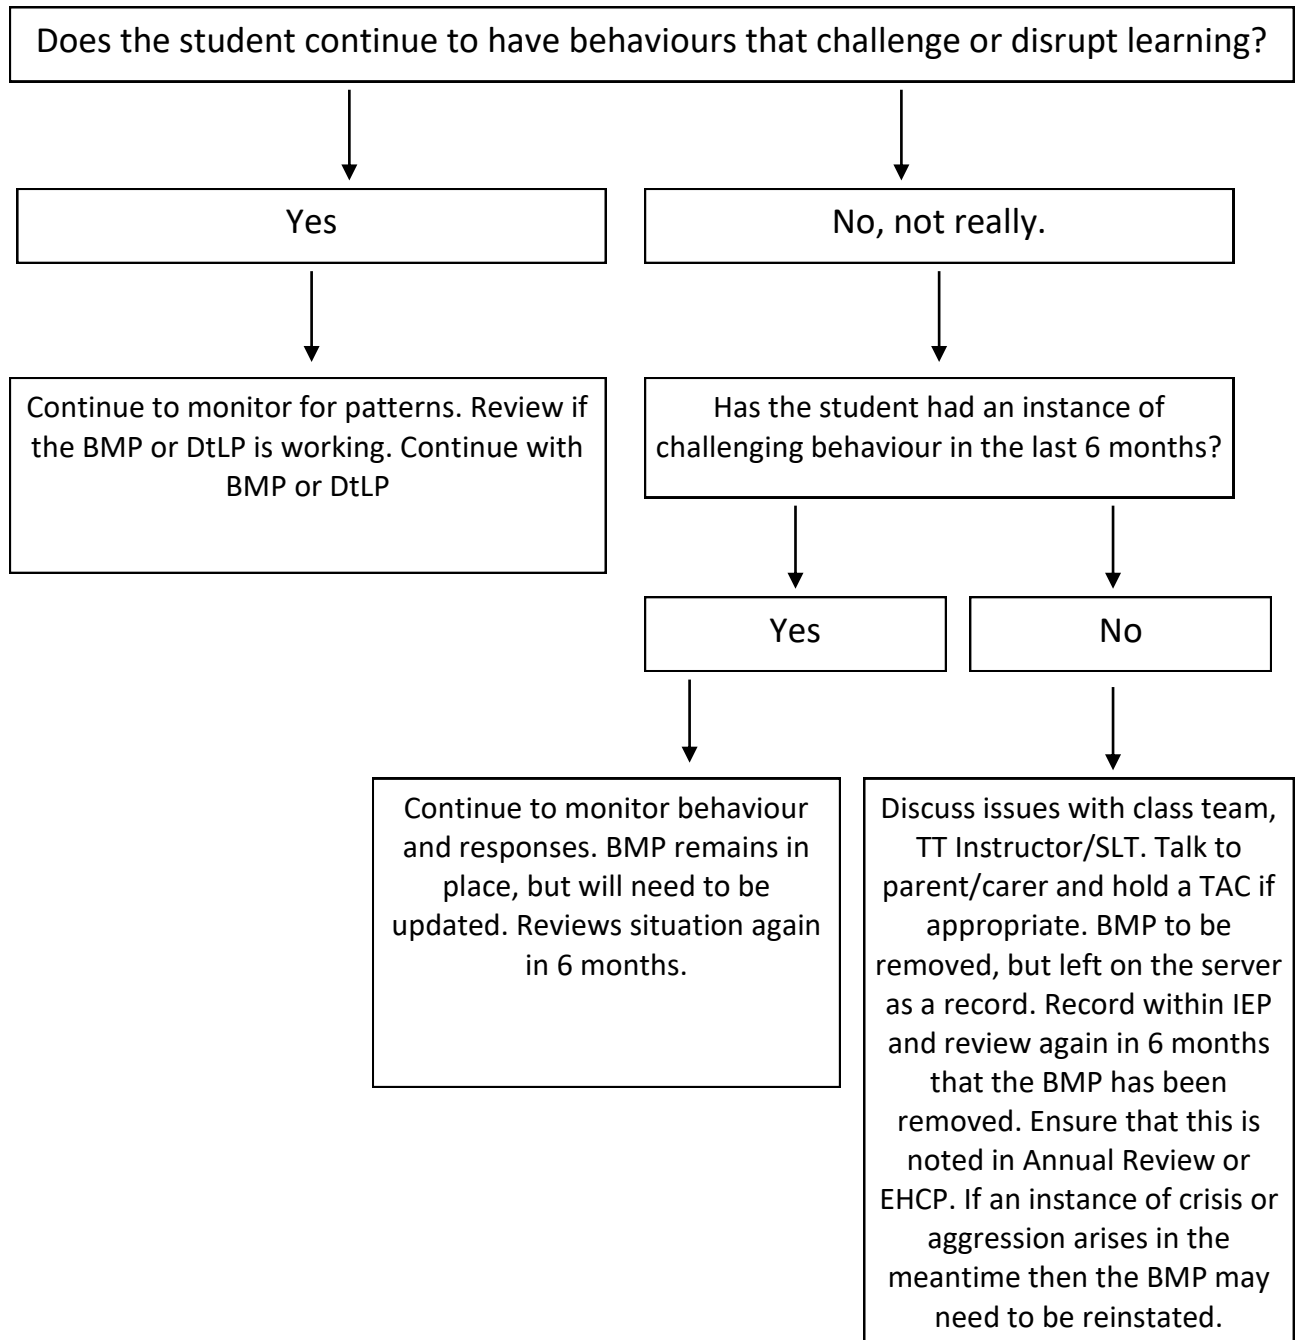 Does the student continue to have behaviours that challenge or disrupt learning?
Yes
No, not really.
Continue to monitor for patterns. Review if
the BMP or DtLP is working. Continue with
BMP or DtLP
Has the student had an instance of
challenging behaviour in the last 6 months?
Yes
No
Continue to monitor behaviour
and responses. BMP remains in
place, but will need to be
updated. Reviews situation again
in 6 months.
Discuss issues with class team,
TT Instructor/SLT. Talk to
parent/carer and hold a TAC if
appropriate. BMP to be
removed, but left on the server
as a record. Record within IEP
and review again in 6 months
that the BMP has been
removed. Ensure that this is
noted in Annual Review or
EHCP. If an instance of crisis or
aggression arises in the
meantime then the BMP may
need to be reinstated.